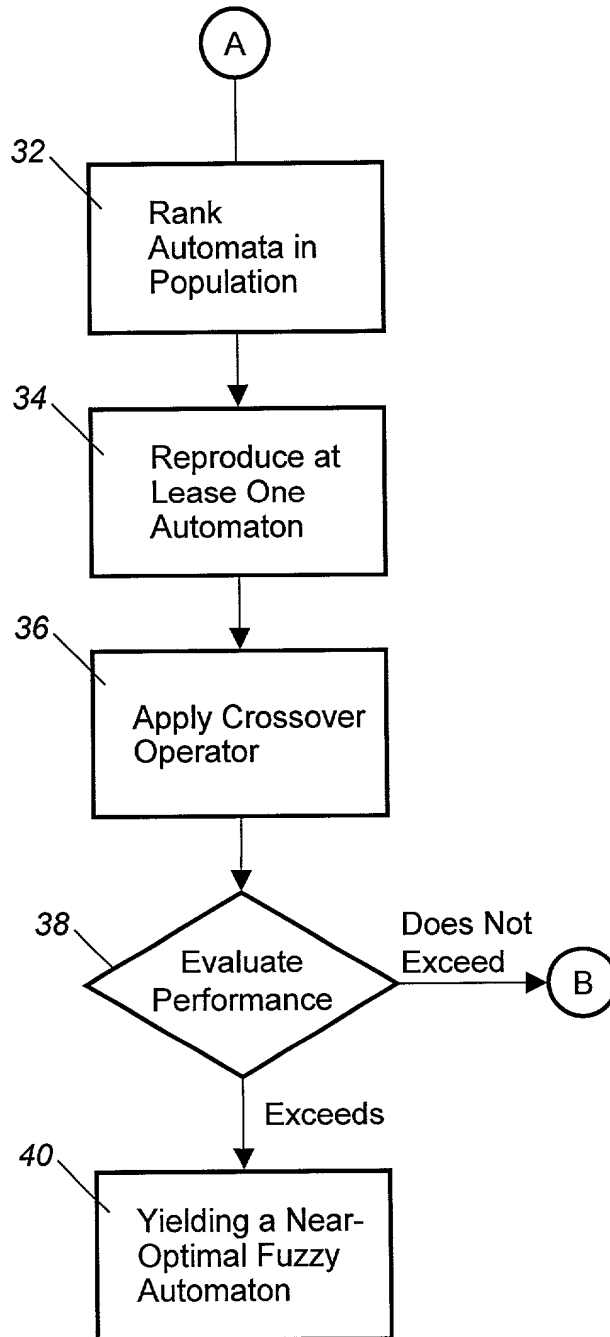 A
32
Rank
Automata in
Population
34
Reproduce at
Lease One
Automaton
36
Apply Crossover
Operator
38
Evaluate
Performance
Does Not
Exceed
B
Exceeds
40
Yielding a Near-
Optimal Fuzzy
Automaton